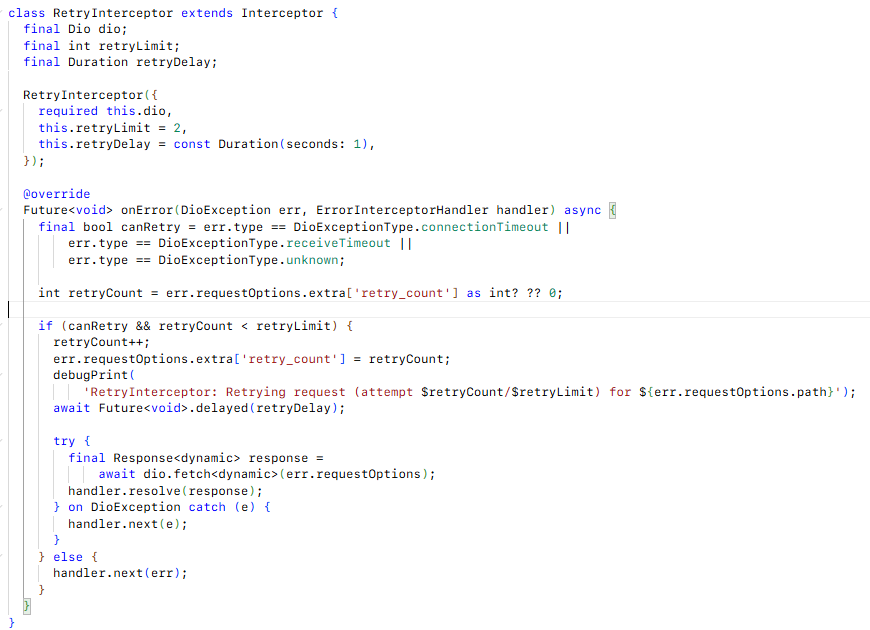 class RetryInterceptor extends Interceptor {
  final Dio dio;
  final int retryLimit;
  final Duration retryDelay;

  RetryInterceptor({
    required this.dio,
    this.retryLimit = 2,
    this.retryDelay = const Duration(seconds: 1),
  });

  @override
  Future<void> onError(DioException err, ErrorInterceptorHandler handler) async {
    final bool canRetry = err.type == DioExceptionType.connectionTimeout ||
        err.type == DioExceptionType.receiveTimeout ||
        err.type == DioExceptionType.unknown;

    int retryCount = err.requestOptions.extra['retry_count'] as int? ?? 0;

    if (canRetry && retryCount < retryLimit) {
      retryCount++;
      err.requestOptions.extra['retry_count'] = retryCount;
      debugPrint(
          'RetryInterceptor: Retrying request (attempt $retryCount/$retryLimit) for ${err.requestOptions.path}');
      await Future<void>.delayed(retryDelay);

      try {
        final Response<dynamic> response =
            await dio.fetch<dynamic>(err.requestOptions);
        handler.resolve(response);
      } on DioException catch (e) {
        handler.next(e);
      }
    } else {
      handler.next(err);
    }
  }
}